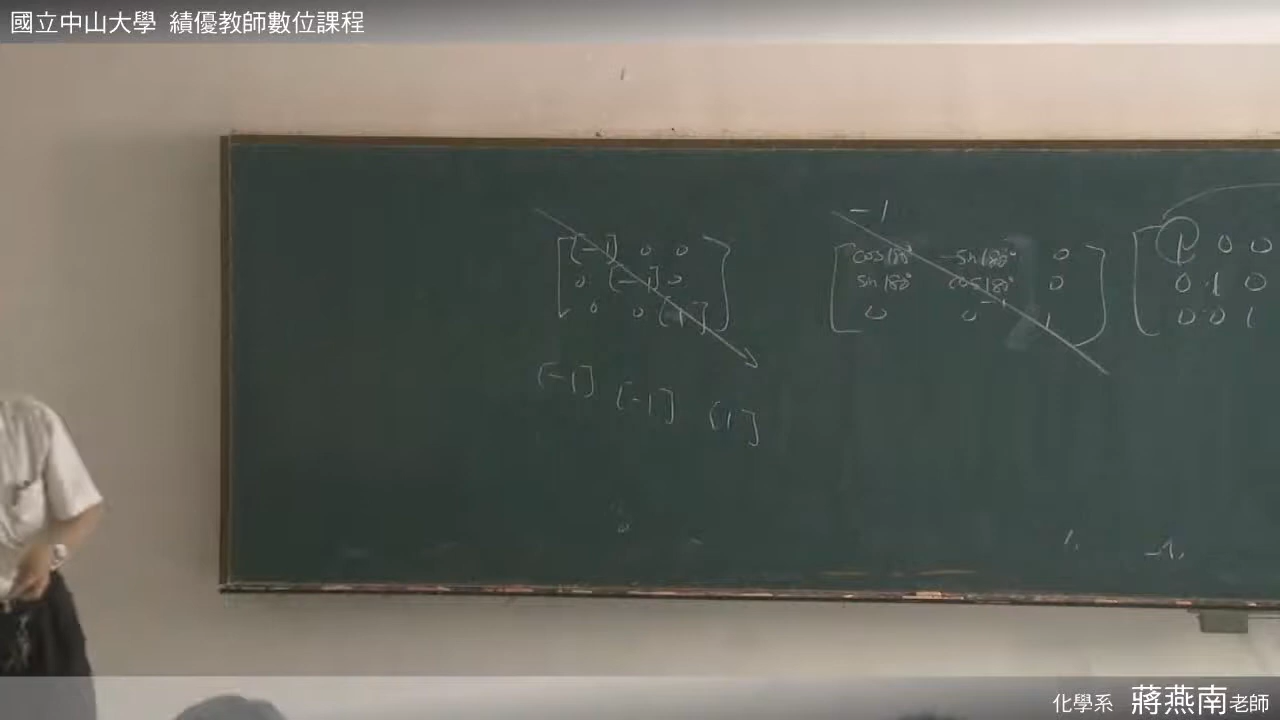 國立中山大學 績優教師數位課程
-1
[-1] 0 0
0 [-1] 0
0 0 [-1]
cos180° -sin180° 0
sin180° cos180° 0
0 0 1
-1
1 0 0
0 1 0
0 0 1
[-1] [-1] [1]
1, -1,
化學系 蔣燕南老師